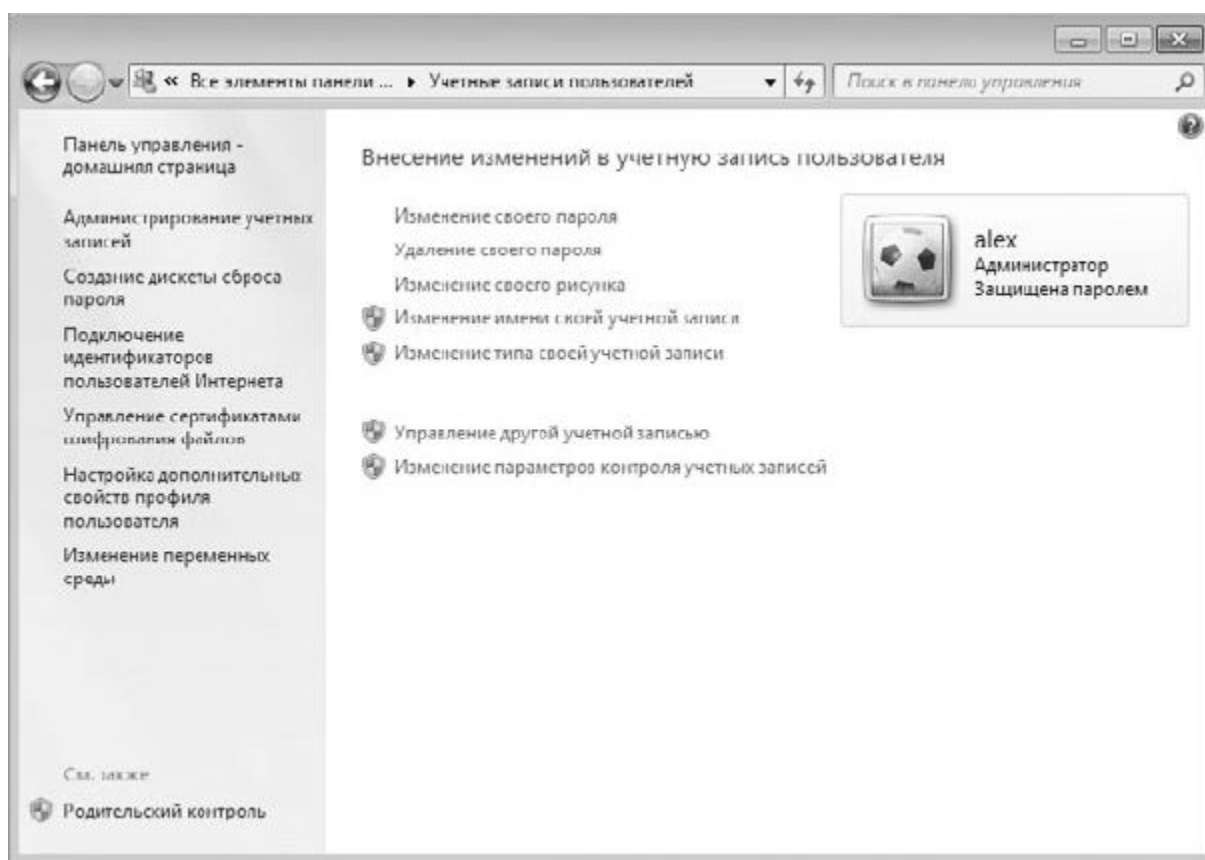 « Все элементы панели ... ▸ Учетные записи пользователей
Поиск в панели управления
Панель управления -
домашняя страница
Администрирование учетных
записей
Создание дискеты сброса
пароля
Подключение
идентификаторов
пользователей Интернета
Управление сертификатами
шифрования файлов
Настройка дополнительных
свойств профиля
пользователя
Изменение переменных
среды
См. также
Родительский контроль
Внесение изменений в учетную запись пользователя
Изменение своего пароля
Удаление своего пароля
Изменение своего рисунка
Изменение имени своей учетной записи
Изменение типа своей учетной записи
Управление другой учетной записью
Изменение параметров контроля учетных записей
alex
Администратор
Защищена паролем